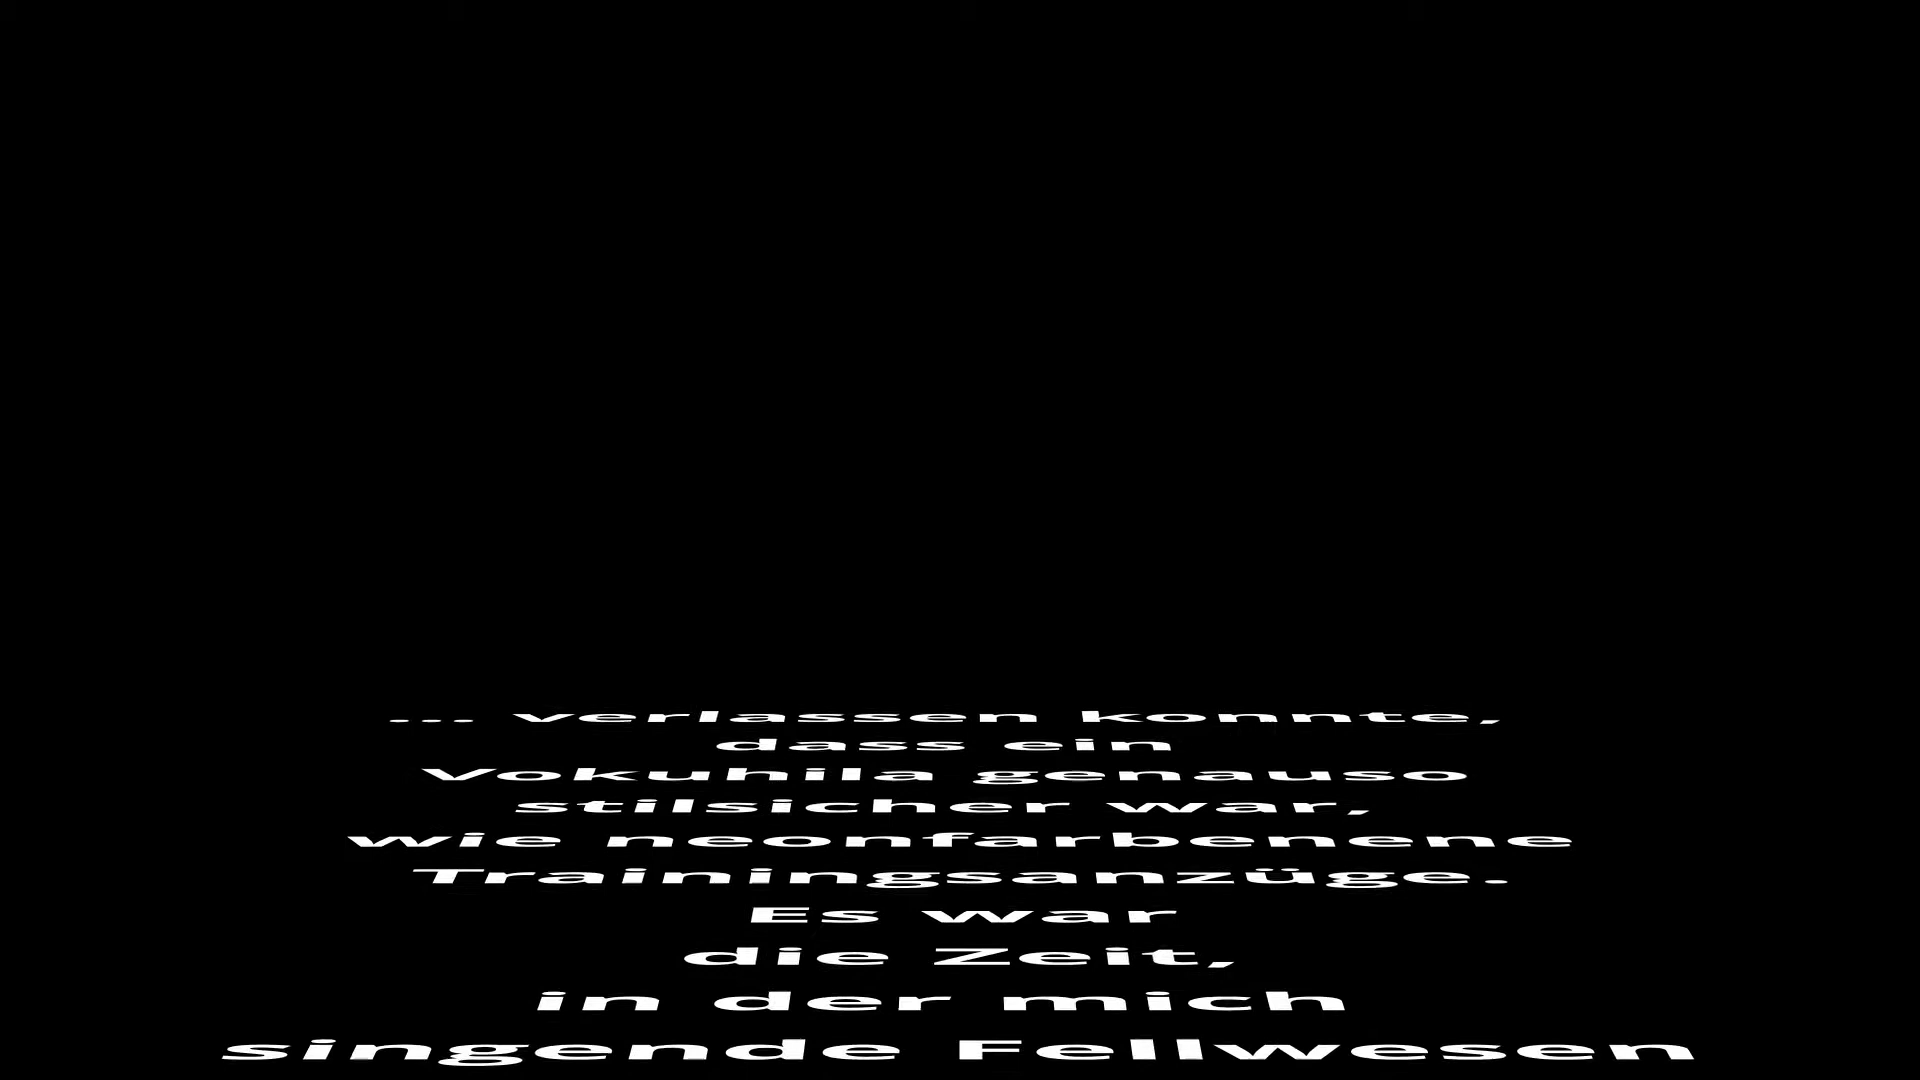 ... verlassen konnte,
dass ein
Vokuhila genauso
stilsicher war,
wie neonfarbenene
Trainingsanzüge.
Es war
die Zeit,
in der mich
singende Fellwesen